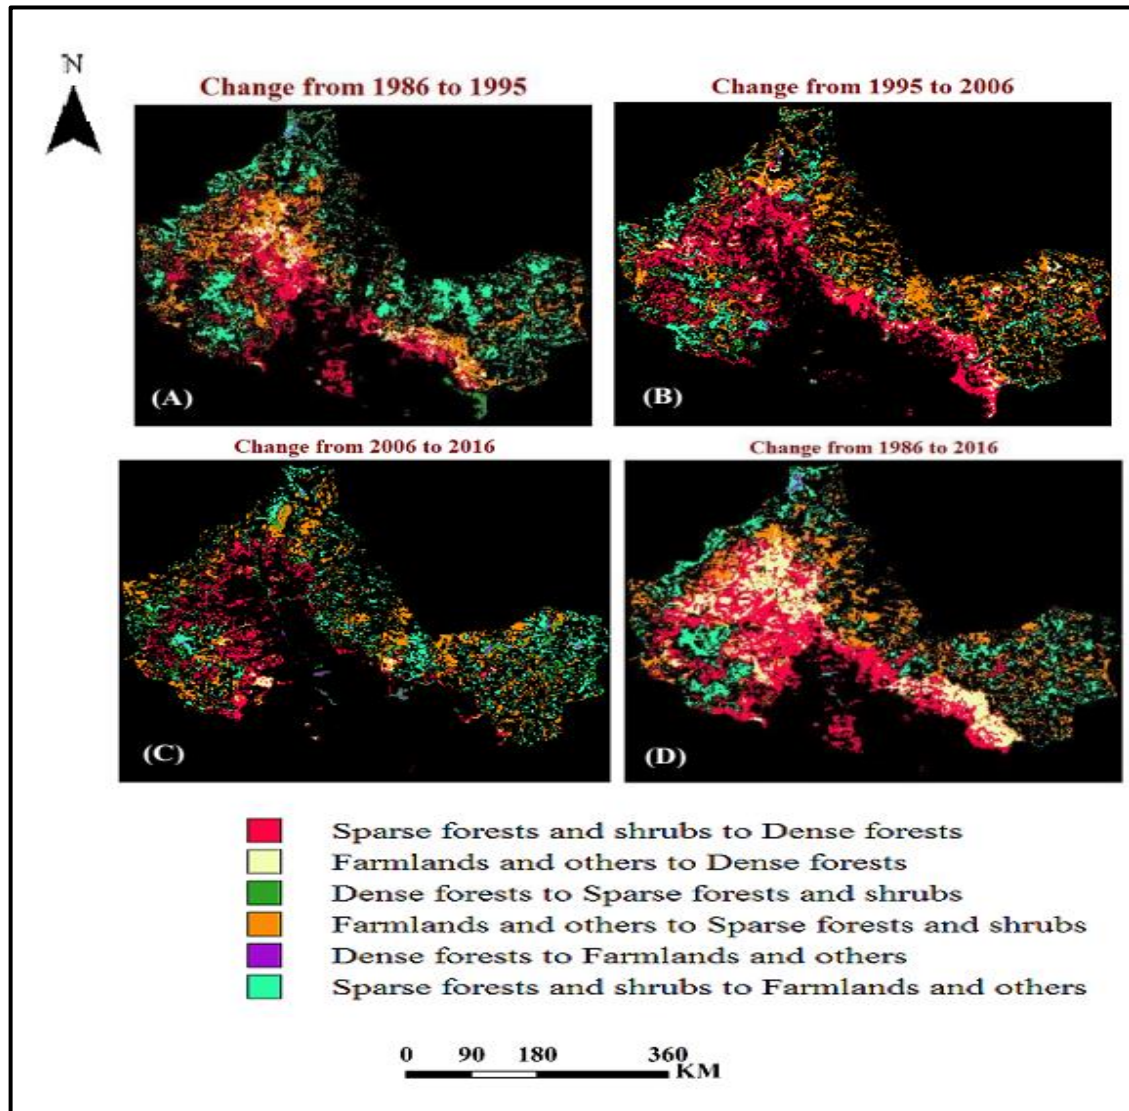 N
Change from 1986 to 1995
Change from 1995 to 2006
(A)
(B)
Change from 2006 to 2016
Change from 1986 to 2016
(C)
(D)
Sparse forests and shrubs to Dense forests
Farmlands and others to Dense forests
Dense forests to Sparse forests and shrubs
Farmlands and others to Sparse forests and shrubs
Dense forests to Farmlands and others
Sparse forests and shrubs to Farmlands and others
0 90 180 360
KM